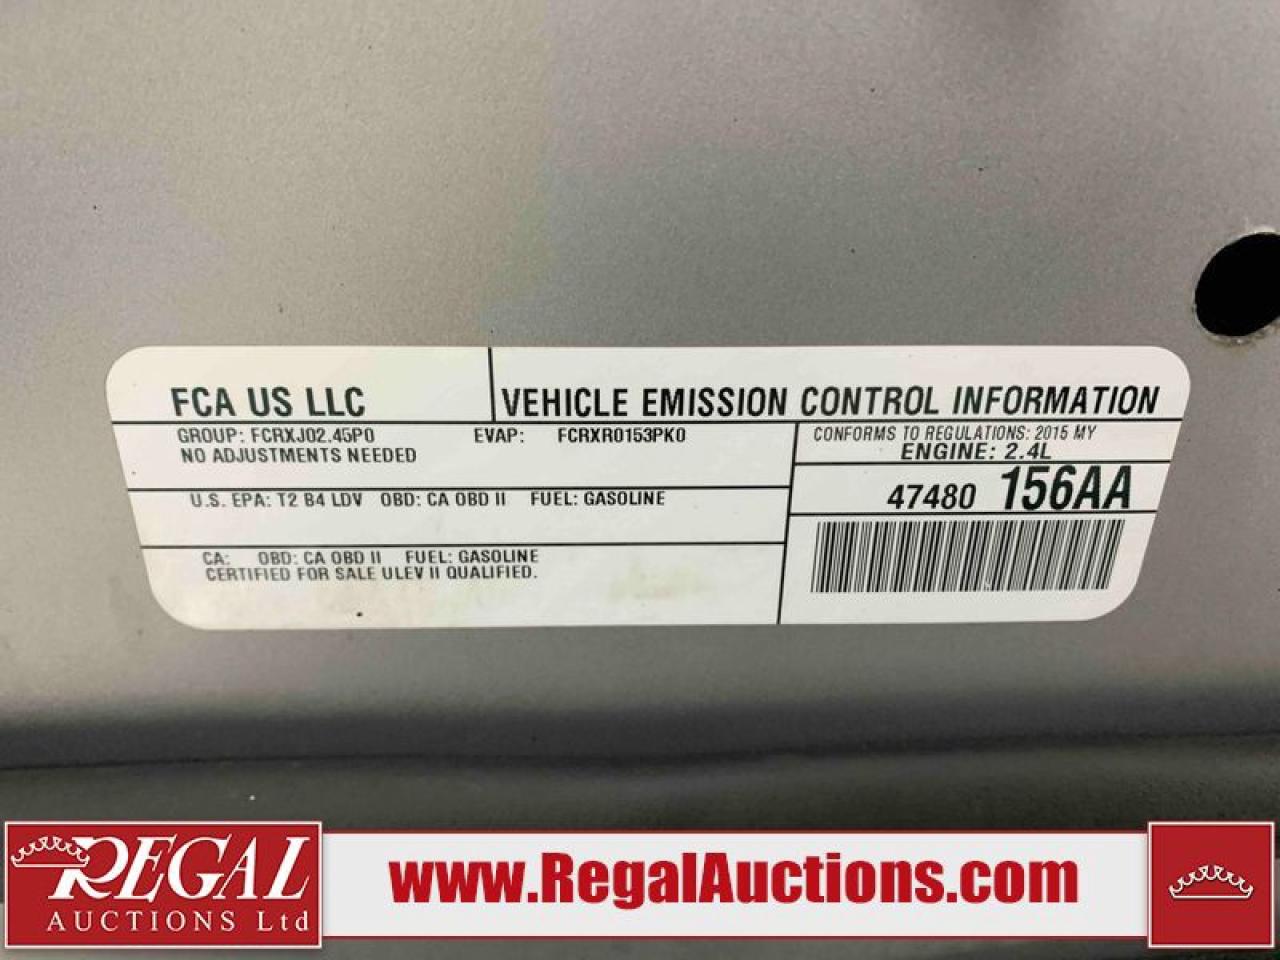 FCA US LLC
VEHICLE EMISSION CONTROL INFORMATION
GROUP: FCRXJ02.45P0 EVAP: FCRXR0153PK0
NO ADJUSTMENTS NEEDED
CONFORMS TO REGULATIONS: 2015 MY
ENGINE: 2.4L
U.S. EPA: T2 B4 LDV OBD: CA OBD II FUEL: GASOLINE
47480 156AA
CA: OBD: CA OBD II FUEL: GASOLINE
CERTIFIED FOR SALE ULEV II QUALIFIED.
REGAL
AUCTIONS Ltd
www.RegalAuctions.com